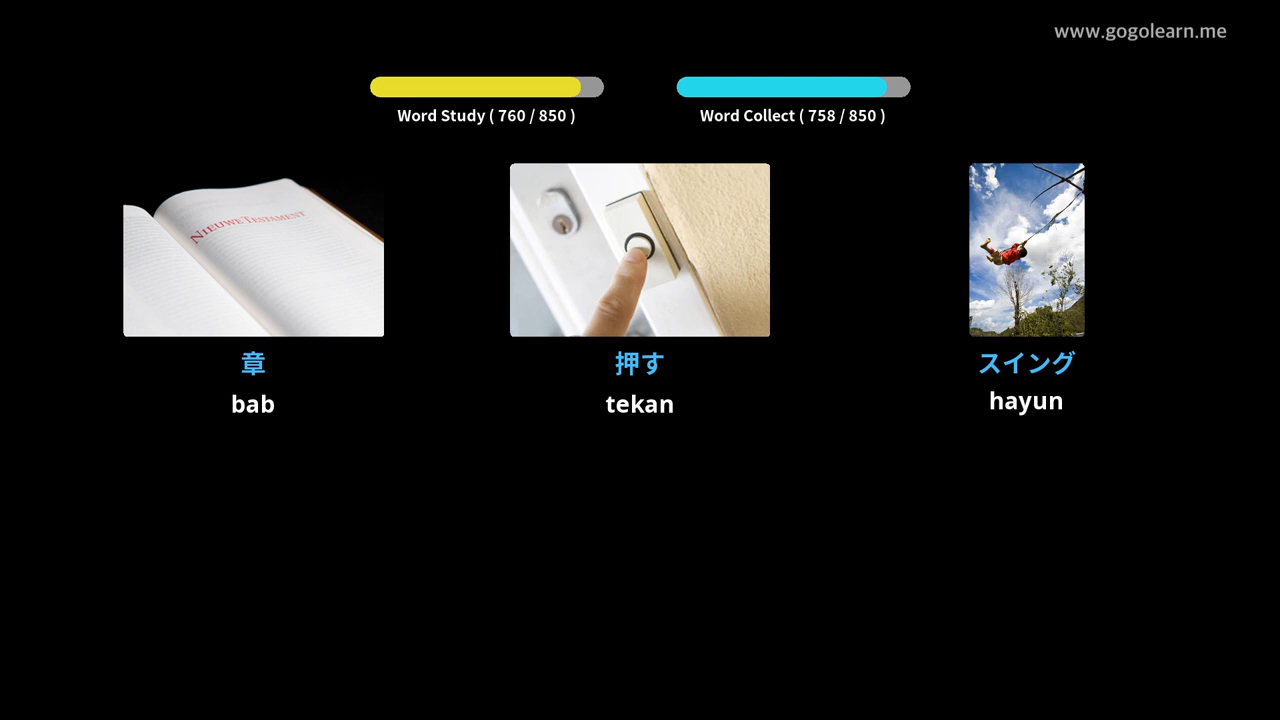 www.gogolearn.me
Word Study ( 760 / 850 )
Word Collect ( 758 / 850 )
NIEUWE TESTAMENT
章
押す
スイング
bab
tekan
hayun